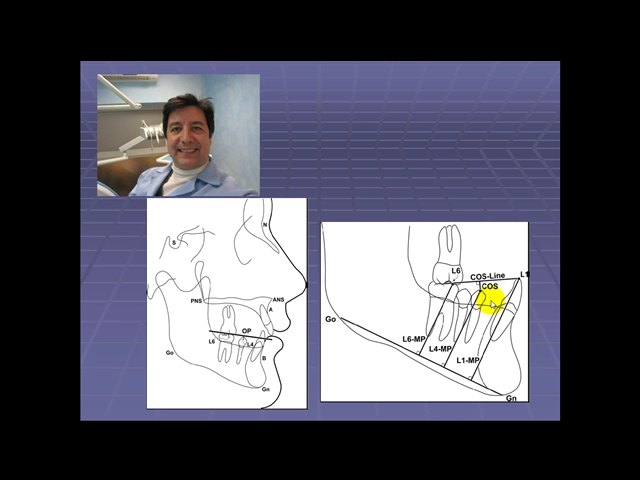 N
S
PNS
ANS
A
OP
L6
L4
B
Go
Gn
L6
L1
COS-Line
COS
Go
L6-MP
L4-MP
L1-MP
Gn